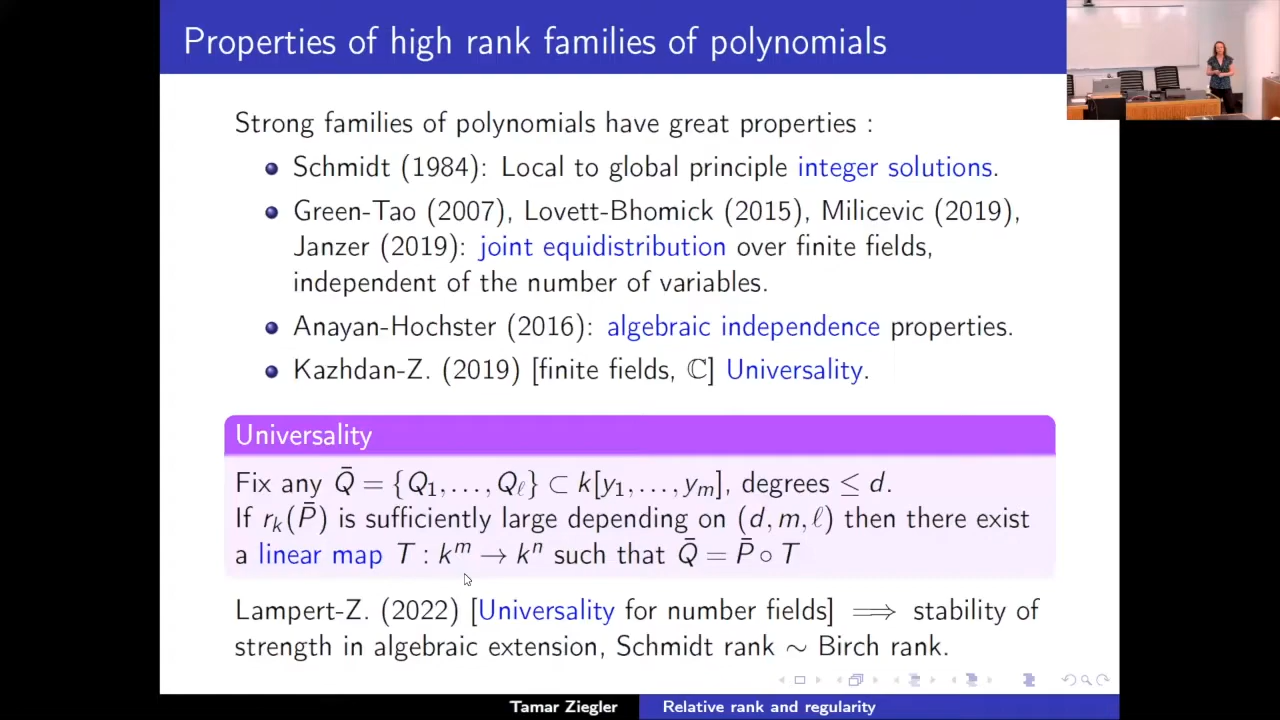 Properties of high rank families of polynomials
Strong families of polynomials have great properties :
Schmidt (1984): Local to global principle integer solutions.
Green-Tao (2007), Lovett-Bhomick (2015), Milicevic (2019),
Janzer (2019): joint equidistribution over finite fields,
independent of the number of variables.
Anayan-Hochster (2016): algebraic independence properties.
Kazhdan-Z. (2019) [finite fields, ℂ] Universality.
Universality
Fix any Q̄ = {Q₁, . . . , Qℓ} ⊂ k[y₁, . . . , yₘ], degrees ≤ d.
If rₖ(P̄) is sufficiently large depending on (d, m, ℓ) then there exist
a linear map T : kᵐ → kⁿ such that Q̄ = P̄ ∘ T
Lampert-Z. (2022) [Universality for number fields] ⟹ stability of
strength in algebraic extension, Schmidt rank ∼ Birch rank.
Tamar Ziegler Relative rank and regularity